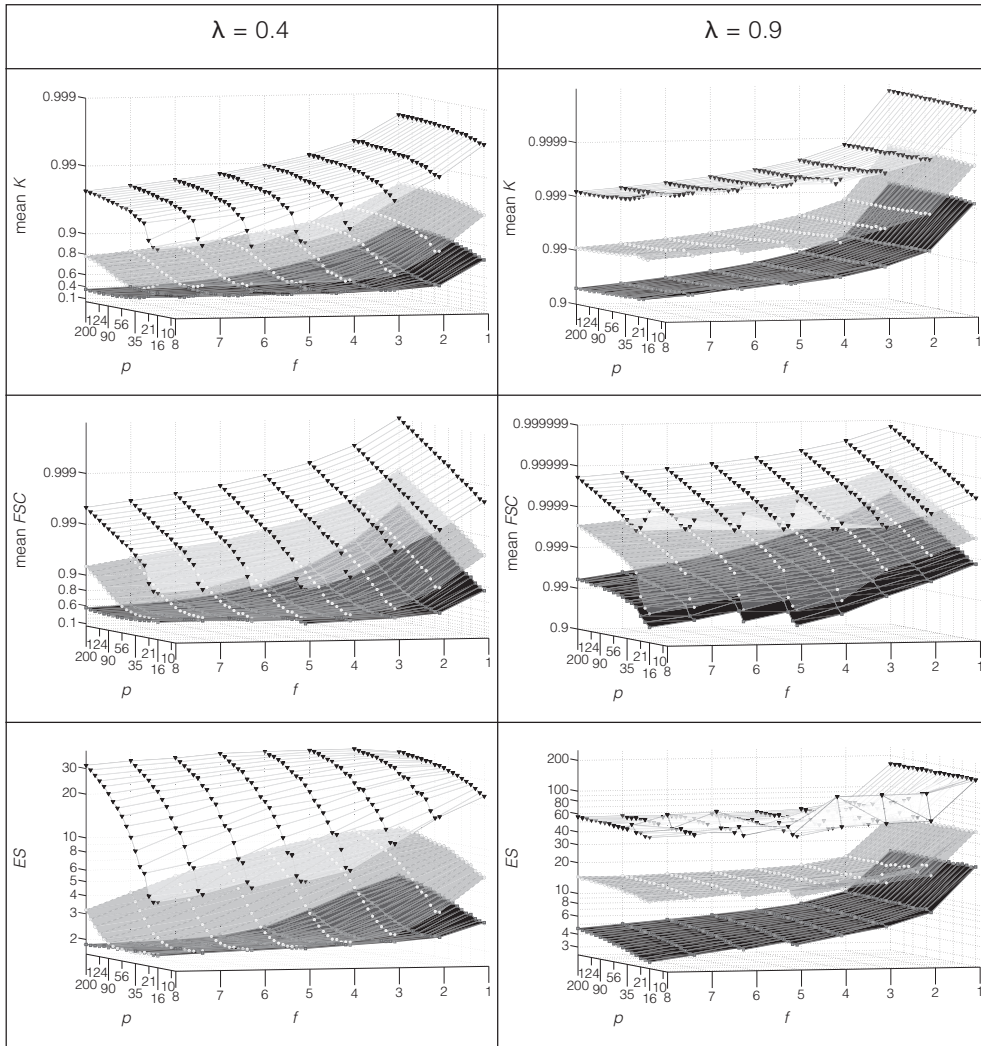 λ = 0.4
λ = 0.9
mean K
0.999
0.99
0.9
0.8
0.6
0.4
0.1
200 124 90 56 35 21 16 10
8 7 6 5 4 3 2 1
p
f
mean K
0.9999
0.999
0.99
0.9
200 124 90 56 35 21 16 10
8 7 6 5 4 3 2 1
p
f
mean FSC
0.999
0.99
0.9
0.8
0.6
0.1
200 124 90 56 35 21 16 10
8 7 6 5 4 3 2 1
p
f
mean FSC
0.999999
0.99999
0.9999
0.999
0.99
0.9
200 124 90 56 35 21 16 10
8 7 6 5 4 3 2 1
p
f
ES
30
20
10
8
6
5
4
3
2
200 124 90 56 35 21 16 10
8 7 6 5 4 3 2 1
p
f
ES
200
100
80
60
40
30
20
10
8
6
4
3
200 124 90 56 35 21 16 10
8 7 6 5 4 3 2 1
p
f